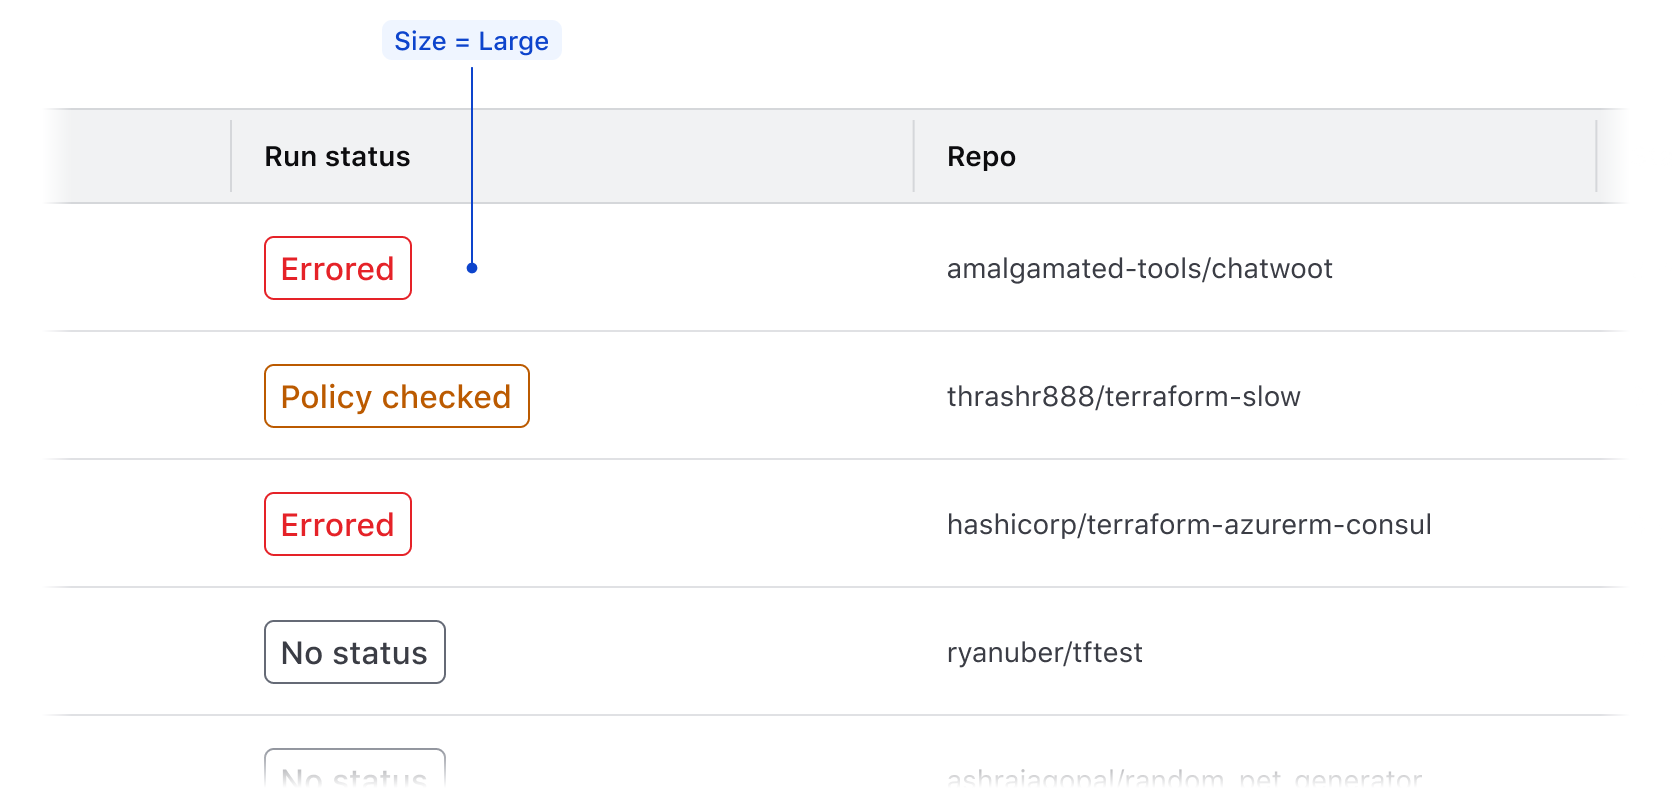 Size = Large
Run status Repo
Errored amalgamated-tools/chatwoot
Policy checked thrashr888/terraform-slow
Errored hashicorp/terraform-azurerm-consul
No status ryanuber/tftest
No status ashrajagopal/random_pet_generator